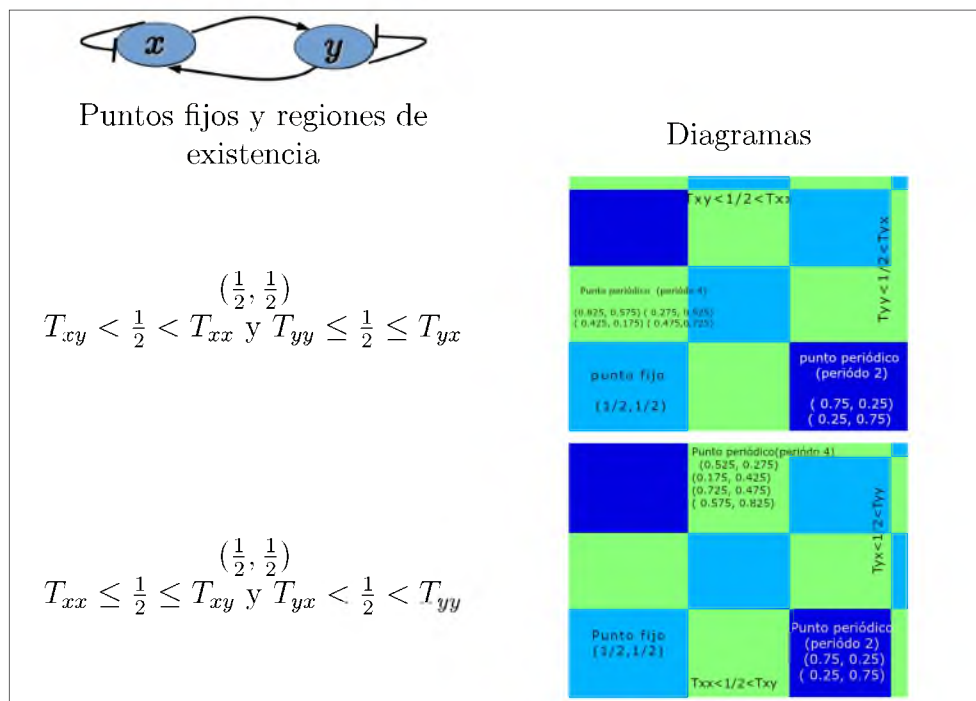 x y
Puntos fijos y regiones de
existencia
Diagramas
(1/2, 1/2)
T_{xy} < 1/2 < T_{xx} y T_{yy} ≤ 1/2 ≤ T_{yx}
Txy<1/2<Txx
Tyy<1/2<Tyx
Punto periódico (periódo 4)
(0.825, 0.575) ( 0.275, 0.525)
( 0.425, 0.175) ( 0.475,0.725)
punto fijo
(1/2,1/2)
punto periódico
(periódo 2)
( 0.75, 0.25)
( 0.25, 0.75)
(1/2, 1/2)
T_{xx} ≤ 1/2 ≤ T_{xy} y T_{yx} < 1/2 < T_{yy}
Punto periódico(periódo 4)
(0.525, 0.275)
(0.175, 0.425)
(0.725, 0.475)
( 0.575, 0.825)
Tyx<1/2<Tyy
Punto fijo
(1/2,1/2)
Txx<1/2<Txy
Punto periódico
(periódo 2)
(0.75, 0.25)
( 0.25, 0.75)